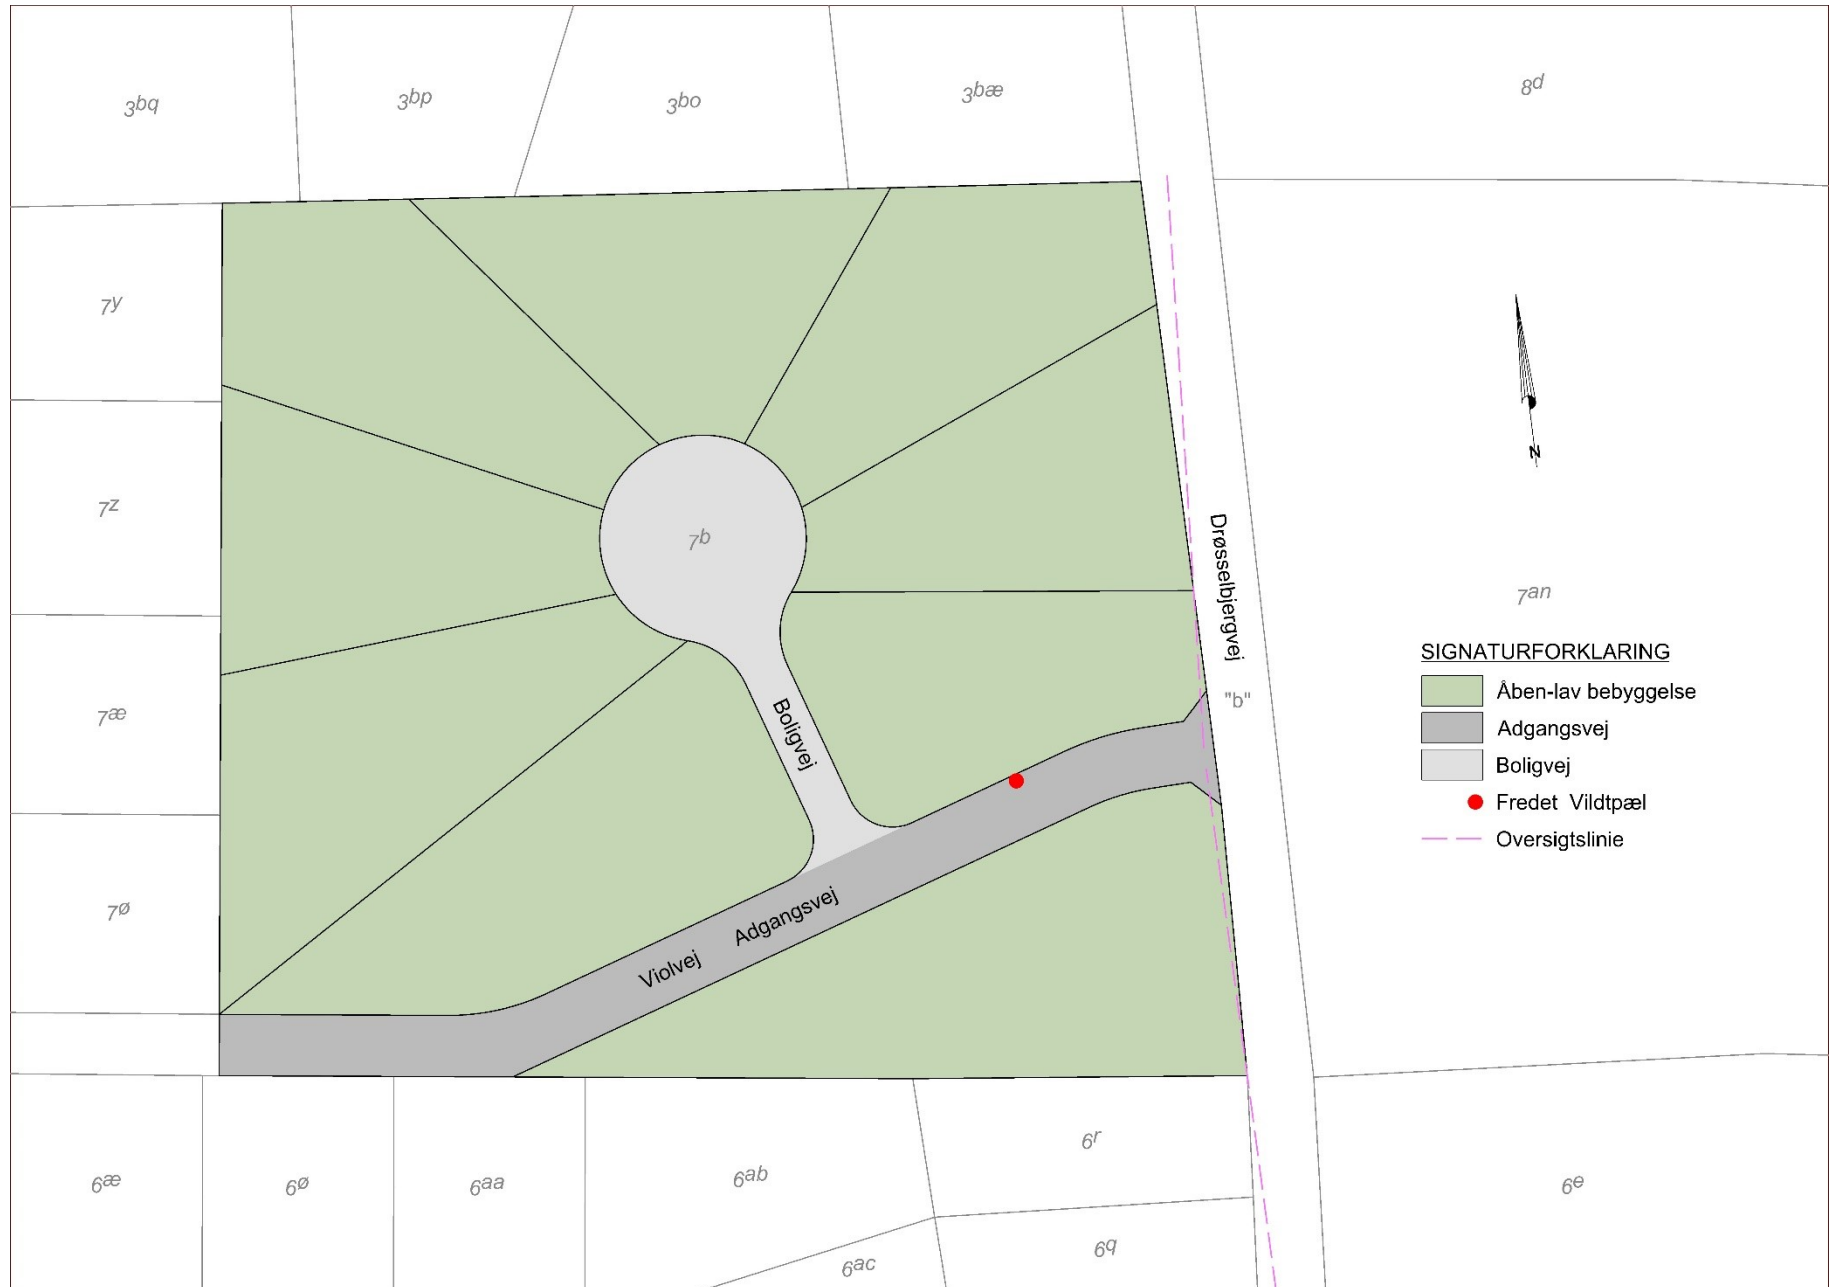 3bq
3bp
3bo
3bæ
8d
7y
7z
7b
N
Drøsselbjergvej
7an
SIGNATURFORKLARING
Åben-lav bebyggelse
Adgangsvej
Boligvej
Fredet Vildtpæl
Oversigtslinie
"b"
7æ
Boligvej
7ø
Violvej
Adgangsvej
6æ
6ø
6aa
6ab
6r
6e
6ac
6q